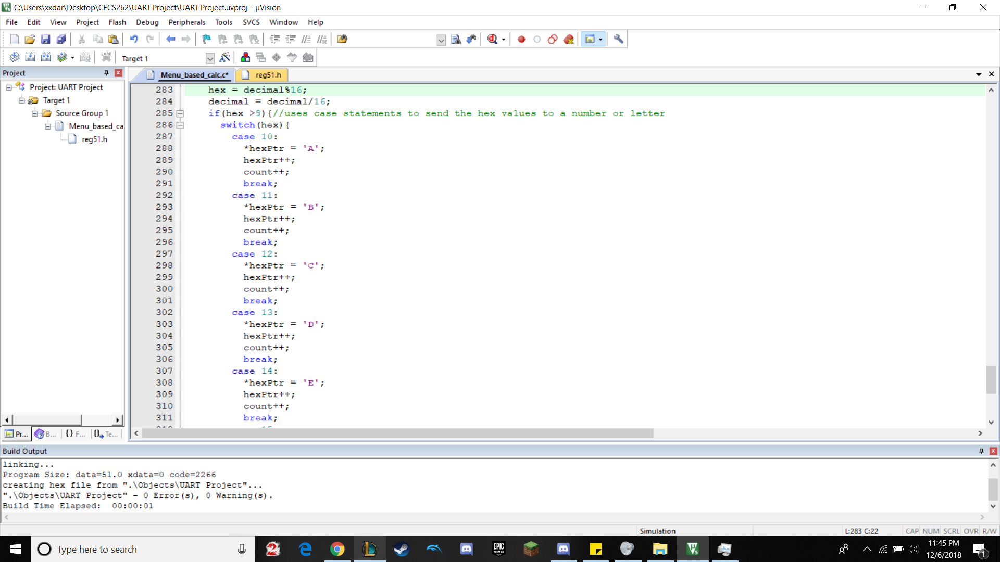 C:\Users\xxdar\Desktop\CECS262\UART Project\UART Project.uvproj - µVision
File Edit View Project Flash Debug Peripherals Tools SVCS Window Help
LOAD Target 1
Project
Project: UART Project
Target 1
Source Group 1
Menu_based_ca
reg51.h
Pr... B... {} F... Te...
Menu_based_calc.c* reg51.h
283 hex = decimal%16;
284 decimal = decimal/16;
285 if(hex >9){//uses case statements to send the hex values to a number or letter
286 switch(hex){
287 case 10:
288 *hexPtr = 'A';
289 hexPtr++;
290 count++;
291 break;
292 case 11:
293 *hexPtr = 'B';
294 hexPtr++;
295 count++;
296 break;
297 case 12:
298 *hexPtr = 'C';
299 hexPtr++;
300 count++;
301 break;
302 case 13:
303 *hexPtr = 'D';
304 hexPtr++;
305 count++;
306 break;
307 case 14:
308 *hexPtr = 'E';
309 hexPtr++;
310 count++;
311 break;
Build Output
linking...
Program Size: data=51.0 xdata=0 code=2266
creating hex file from ".\Objects\UART Project"...
".\Objects\UART Project" - 0 Error(s), 0 Warning(s).
Build Time Elapsed:  00:00:01
Simulation L:283 C:22 CAP NUM SCRL OVR R/W
Type here to search
EPIC GAMES
11:45 PM
12/6/2018
1